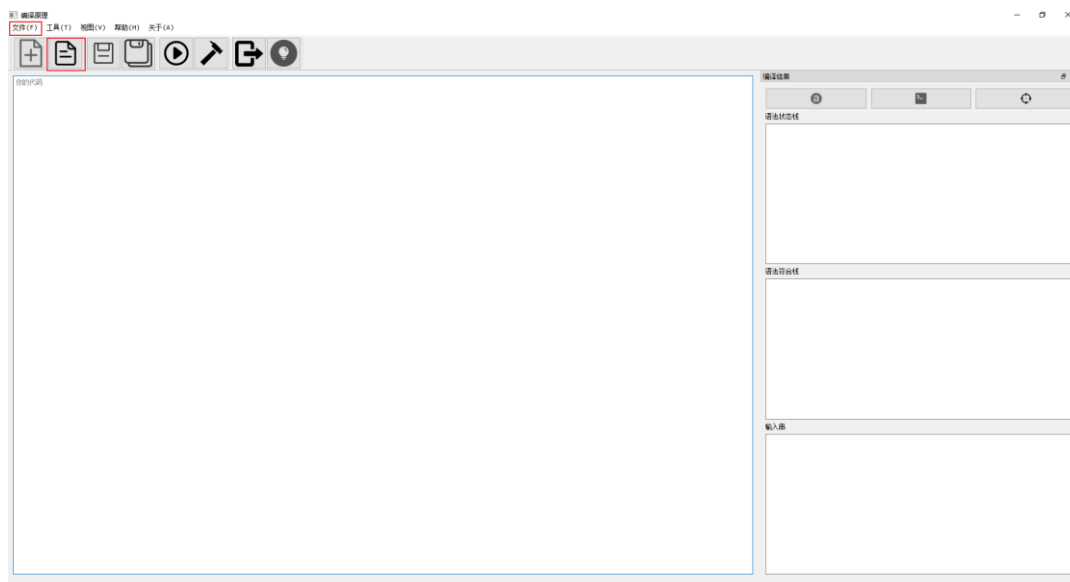 编译原理
文件(F) 工具(T) 视图(V) 帮助(H) 关于(A)
你的代码
编译结果
a
语法状态栈
语法符合栈
输入串